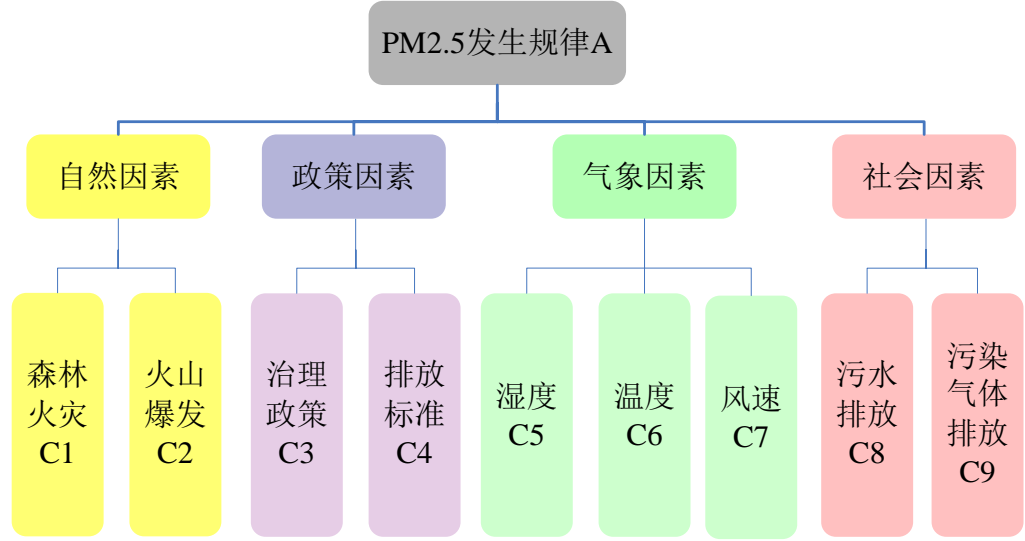 PM2.5发生规律A
自然因素
政策因素
气象因素
社会因素
森林
火灾
C1
火山
爆发
C2
治理
政策
C3
排放
标准
C4
湿度
C5
温度
C6
风速
C7
污水
排放
C8
污染
气体
排放
C9